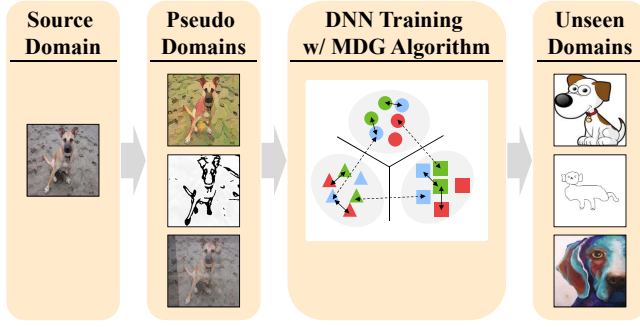 Source
Domain
Pseudo
Domains
DNN Training
w/ MDG Algorithm
Unseen
Domains